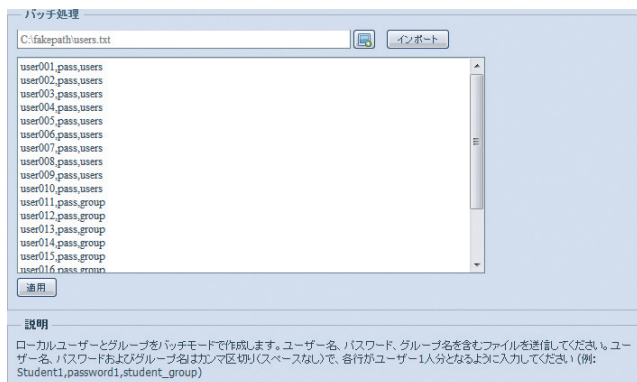 バッチ処理
C:\fakepath\users.txt
インポート
user001,pass,users
user002,pass,users
user003,pass,users
user004,pass,users
user005,pass,users
user006,pass,users
user007,pass,users
user008,pass,users
user009,pass,users
user010,pass,users
user011,pass,group
user012,pass,group
user013,pass,group
user014,pass,group
user015,pass,group
user016,pass,group
適用
説明
ローカルユーザーとグループをバッチモードで作成します。ユーザー名、パスワード、グループ名を含むファイルを送信してください。ユー
ザー名、パスワードおよびグループ名はカンマ区切り(スペースなし)で、各行がユーザー1人分となるように入力してください (例:
Student1,password1,student_group)